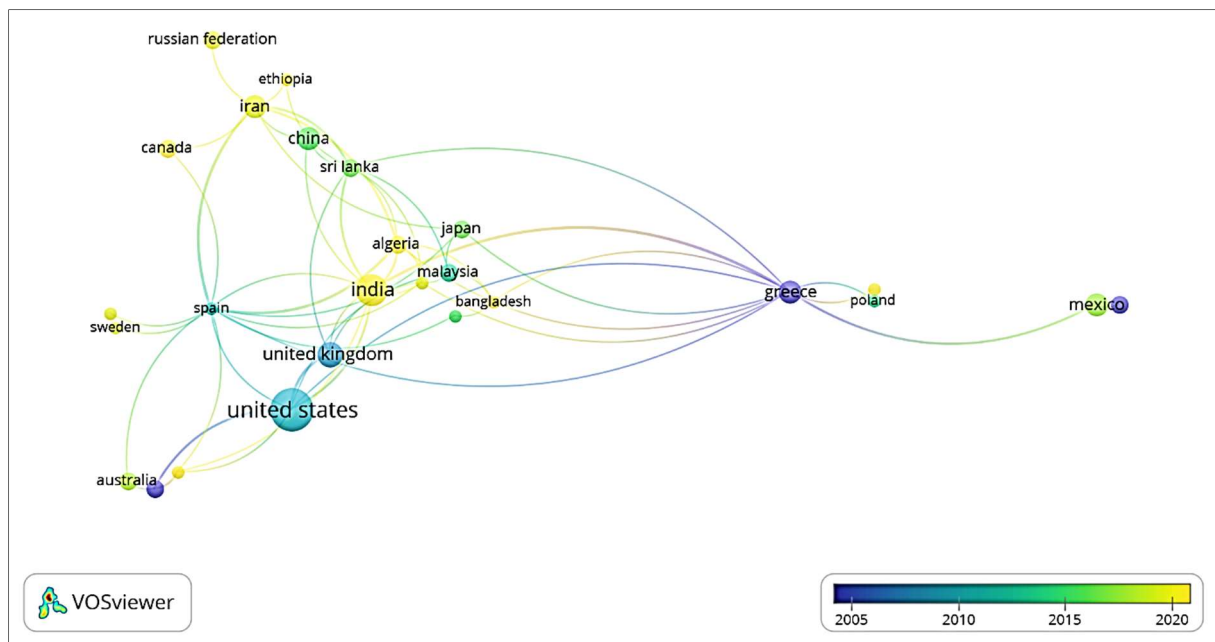 russian federation
ethiopia
iran
china
canada
sri lanka
japan
algeria
malaysia
india
greece
bangladesh
poland
mexico
spain
sweden
united kingdom
united states
australia
VOSviewer
2005 2010 2015 2020